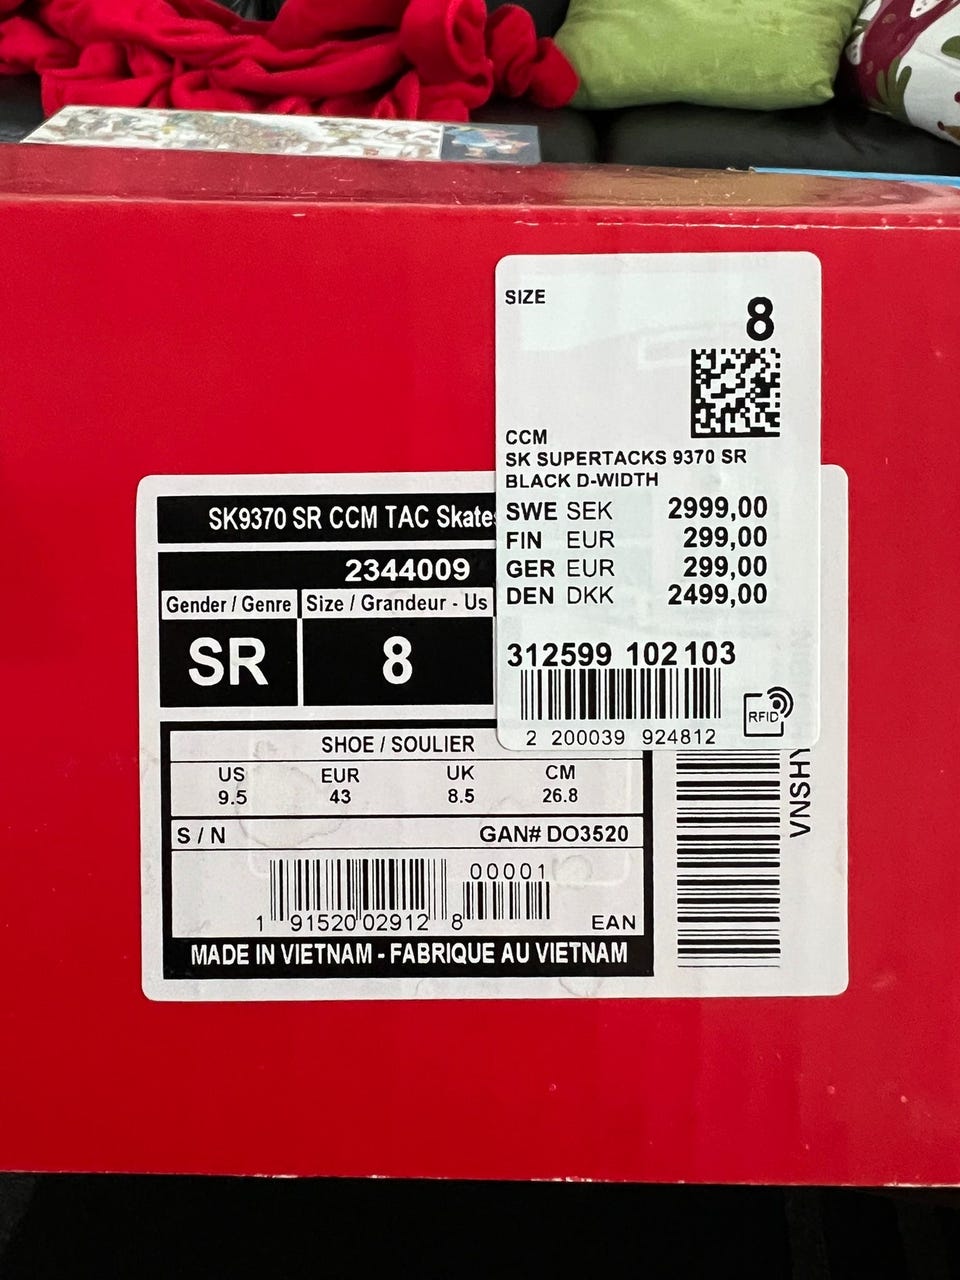 SIZE
8
CCM
SK SUPERTACKS 9370 SR
BLACK D-WIDTH
SWE SEK 2999,00
FIN EUR 299,00
GER EUR 299,00
DEN DKK 2499,00
312599 102 103
RFID
2 200039 924812
SK9370 SR CCM TAC Skates
2344009
Gender / Genre Size / Grandeur - Us
SR 8
SHOE / SOULIER
US EUR UK CM
9.5 43 8.5 26.8
S / N GAN# DO3520
00001
1 91520 02912 8
EAN
MADE IN VIETNAM - FABRIQUE AU VIETNAM
VNSHY